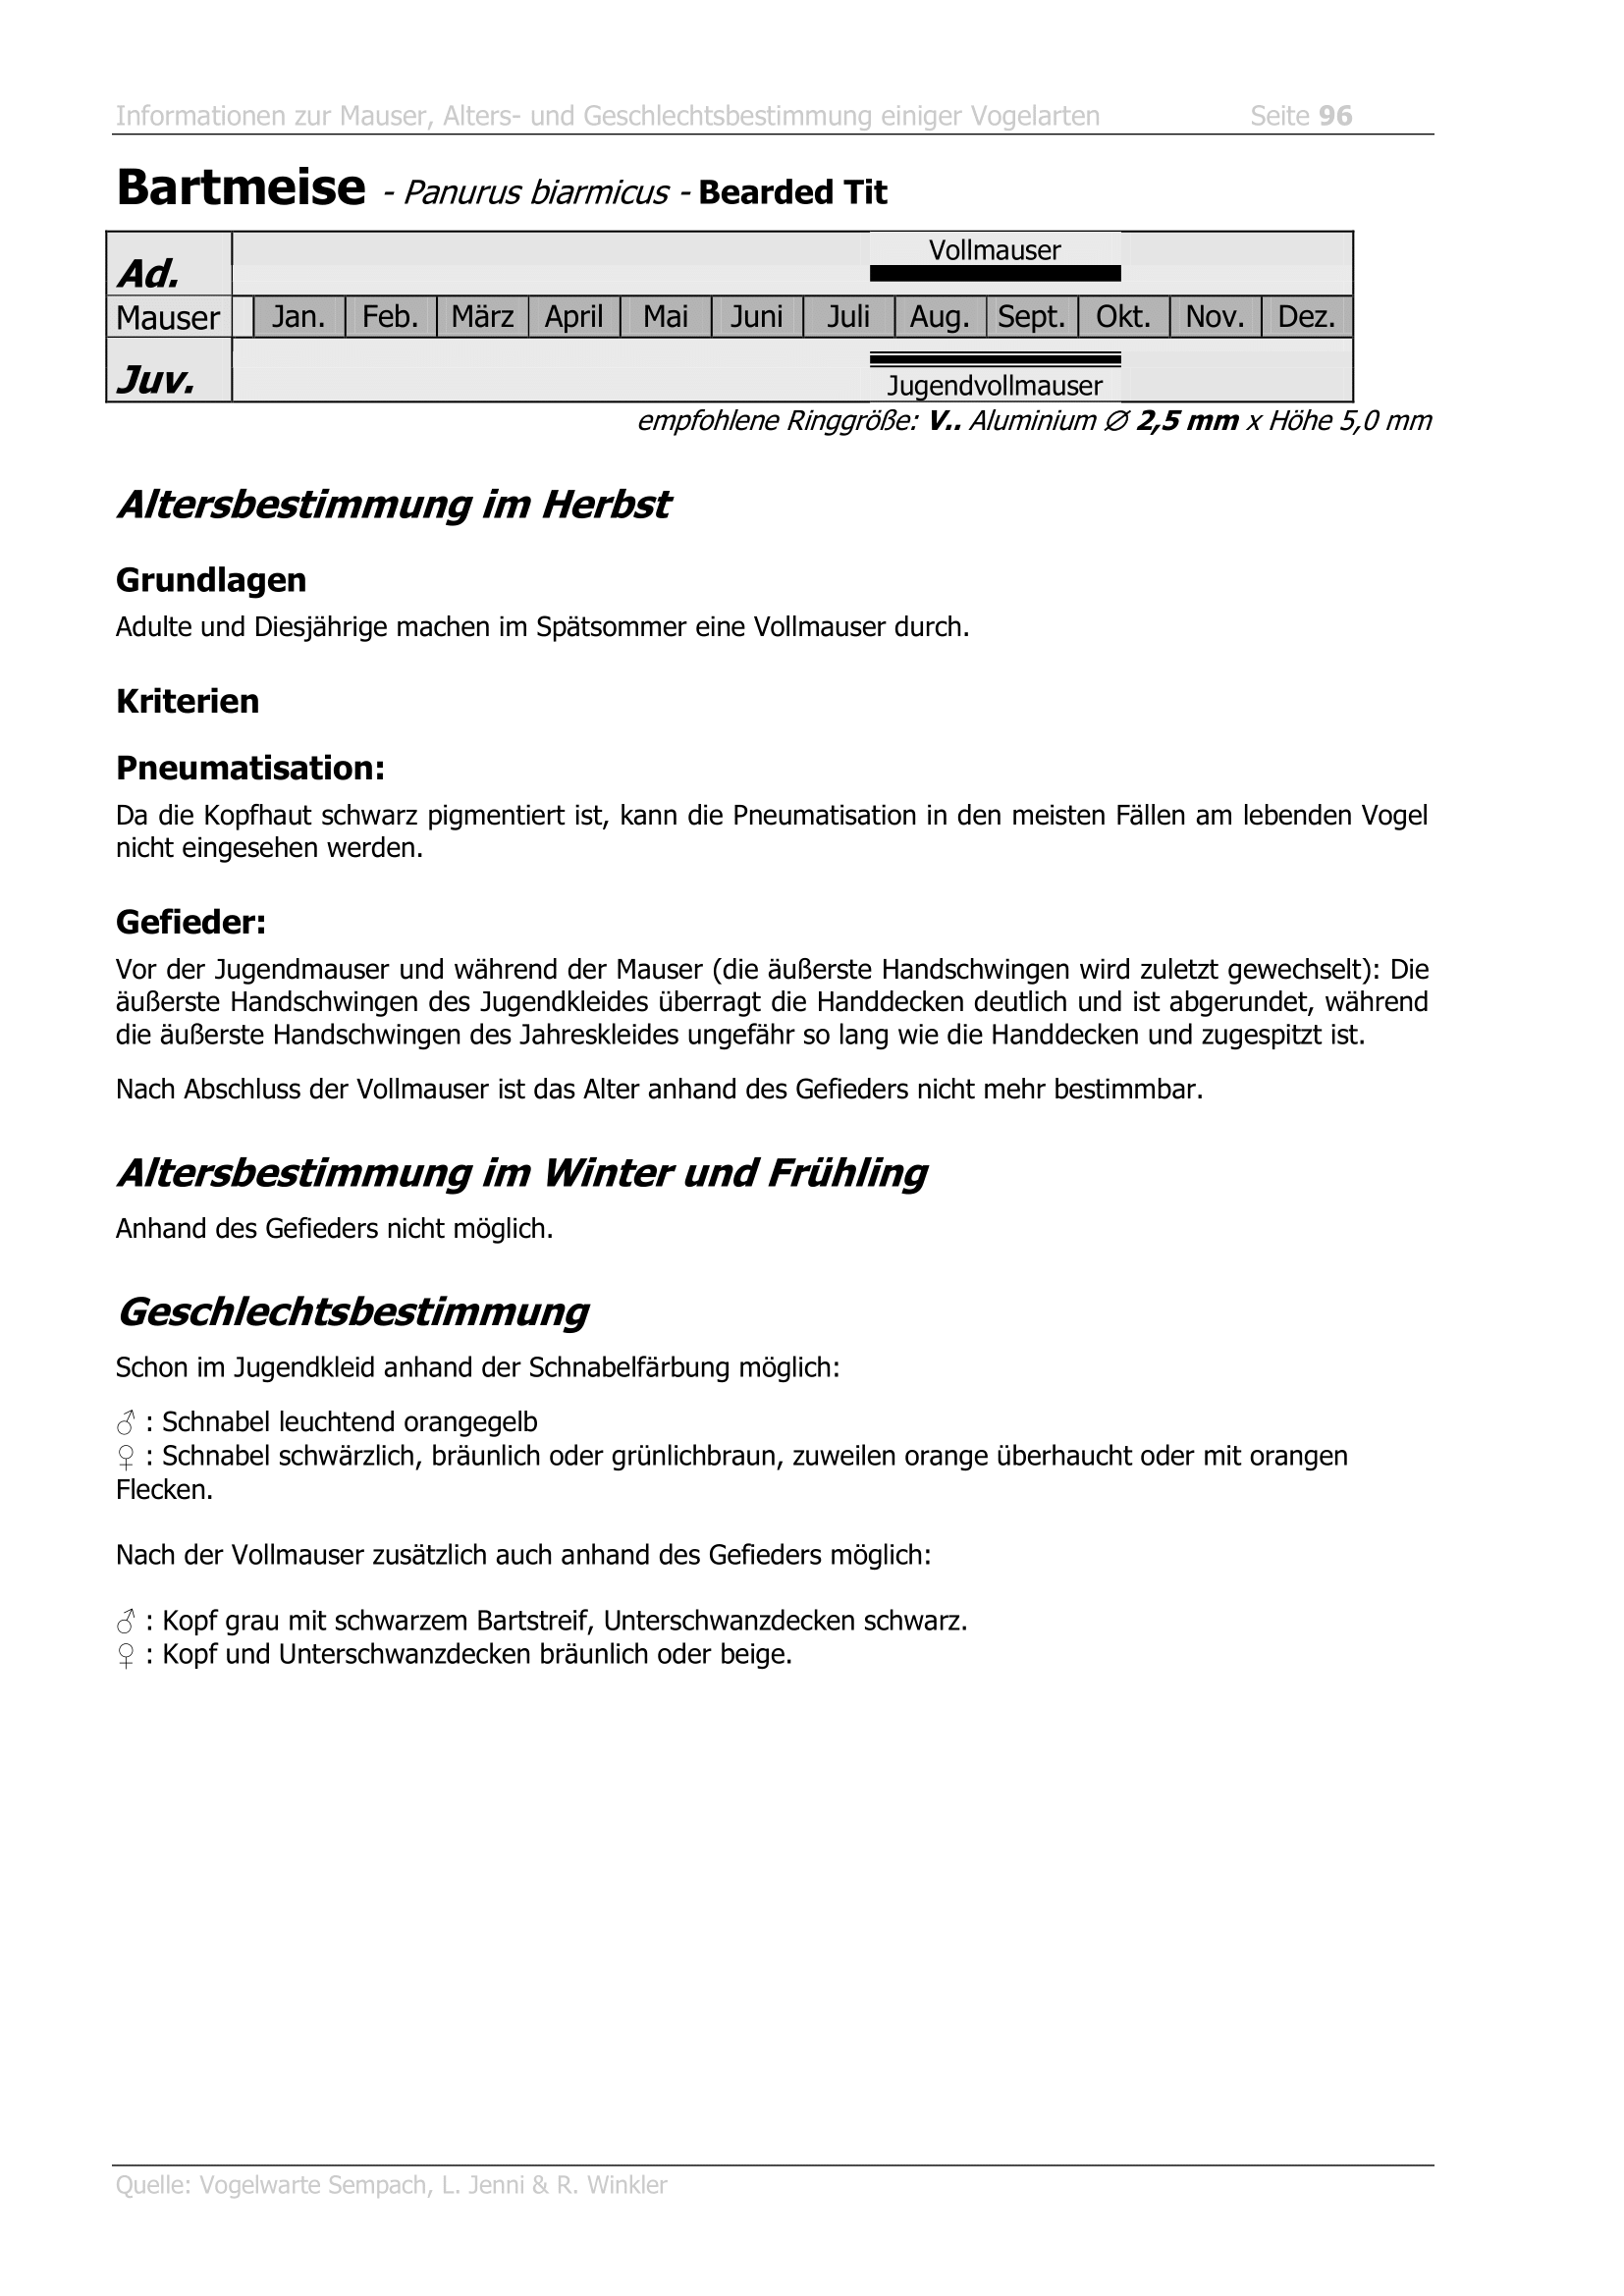 Informationen zur Mauser, Alters- und Geschlechtsbestimmung einiger Vogelarten Seite 96
Bartmeise - Panurus biarmicus - Bearded Tit
Vollmauser
Ad.
Mauser Jan. Feb. März April Mai Juni Juli Aug. Sept. Okt. Nov. Dez.
Juv.
Jugendvollmauser
empfohlene Ringgröße: V.. Aluminium ∅ 2,5 mm x Höhe 5,0 mm
Altersbestimmung im Herbst
Grundlagen
Adulte und Diesjährige machen im Spätsommer eine Vollmauser durch.
Kriterien
Pneumatisation:
Da die Kopfhaut schwarz pigmentiert ist, kann die Pneumatisation in den meisten Fällen am lebenden Vogel
nicht eingesehen werden.
Gefieder:
Vor der Jugendmauser und während der Mauser (die äußerste Handschwingen wird zuletzt gewechselt): Die
äußerste Handschwingen des Jugendkleides überragt die Handdecken deutlich und ist abgerundet, während
die äußerste Handschwingen des Jahreskleides ungefähr so lang wie die Handdecken und zugespitzt ist.
Nach Abschluss der Vollmauser ist das Alter anhand des Gefieders nicht mehr bestimmbar.
Altersbestimmung im Winter und Frühling
Anhand des Gefieders nicht möglich.
Geschlechtsbestimmung
Schon im Jugendkleid anhand der Schnabelfärbung möglich:
♂ : Schnabel leuchtend orangegelb
♀ : Schnabel schwärzlich, bräunlich oder grünlichbraun, zuweilen orange überhaucht oder mit orangen
Flecken.
Nach der Vollmauser zusätzlich auch anhand des Gefieders möglich:
♂ : Kopf grau mit schwarzem Bartstreif, Unterschwanzdecken schwarz.
♀ : Kopf und Unterschwanzdecken bräunlich oder beige.
Quelle: Vogelwarte Sempach, L. Jenni & R. Winkler